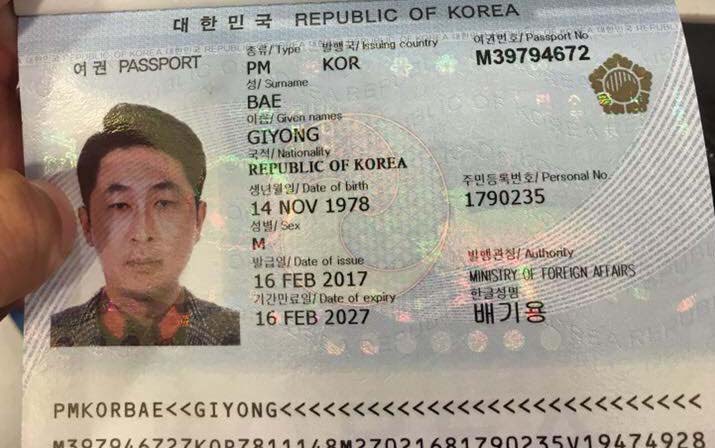 대한민국 REPUBLIC OF KOREA
여권 PASSPORT
종류/Type 발행국/Issuing country 여권번호/Passport No.
PM KOR M39794672
성/Surname
BAE
이름/Given names
GIYONG
국적/Nationality
REPUBLIC OF KOREA
생년월일/Date of birth 주민등록번호/Personal No.
14 NOV 1978 1790235
성별/Sex
M
발급일/Date of issue 발행관청/Authority
16 FEB 2017 MINISTRY OF FOREIGN AFFAIRS
기간만료일/Date of expiry 한글성명
16 FEB 2027 배기용
PMKORBAE<<GIYONG<<<<<<<<<<<<<<<<<<<<<<<<<<<<
M397946727KOR7811148M27021681790235V19474928